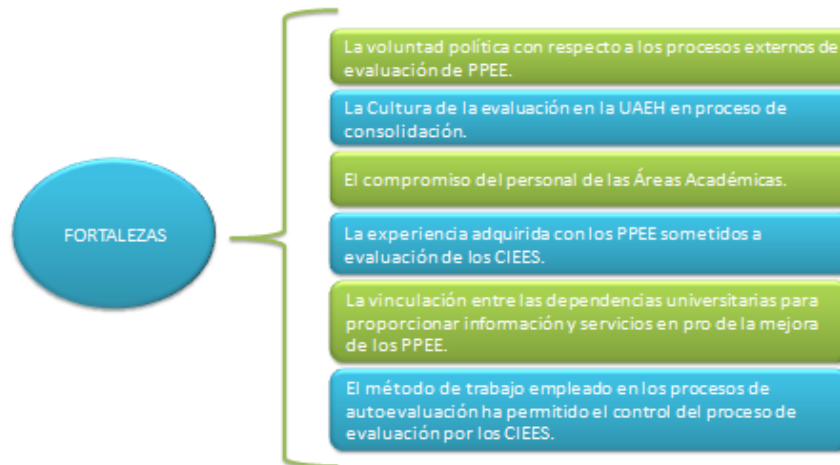 FORTALEZAS
La voluntad política con respecto a los procesos externos de
evaluación de PPEE.
La Cultura de la evaluación en la UAEH en proceso de
consolidación.
El compromiso del personal de las Áreas Académicas.
La experiencia adquirida con los PPEE sometidos a
evaluación de los CIEES.
La vinculación entre las dependencias universitarias para
proporcionar información y servicios en pro de la mejora
de los PPEE.
El método de trabajo empleado en los procesos de
autoevaluación ha permitido el control del proceso de
evaluación por los CIEES.